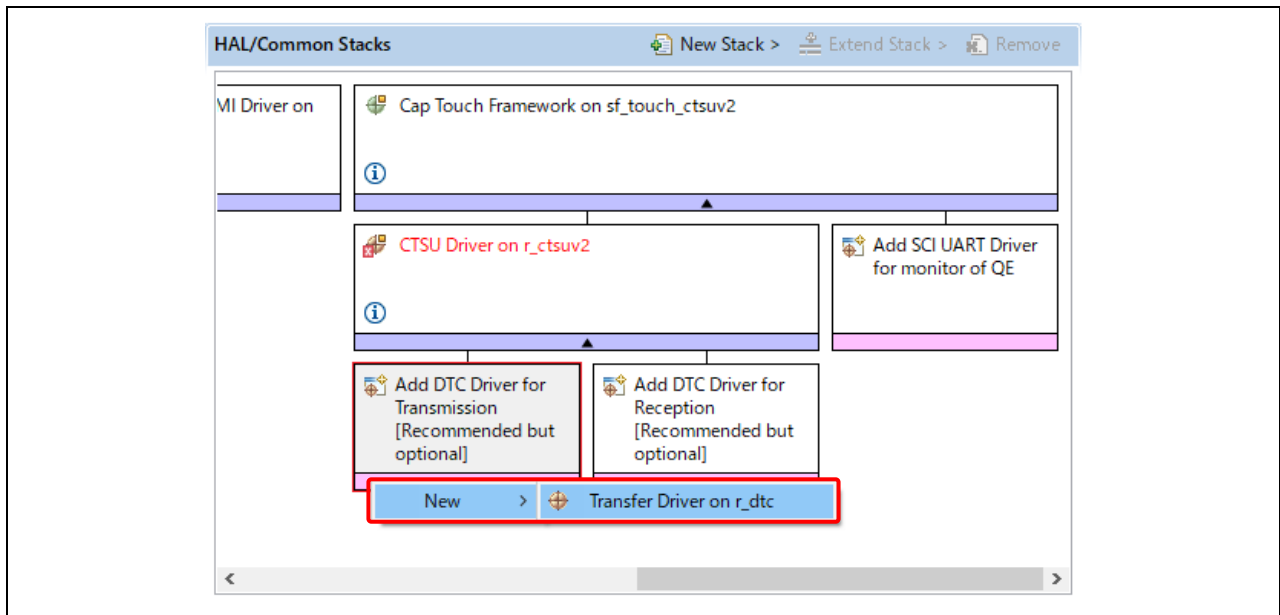 HAL/Common Stacks
New Stack >
Extend Stack >
Remove
MI Driver on
Cap Touch Framework on sf_touch_ctsuv2
CTSU Driver on r_ctsuv2
Add SCI UART Driver
for monitor of QE
Add DTC Driver for
Transmission
[Recommended but
optional]
Add DTC Driver for
Reception
[Recommended but
optional]
New >
Transfer Driver on r_dtc